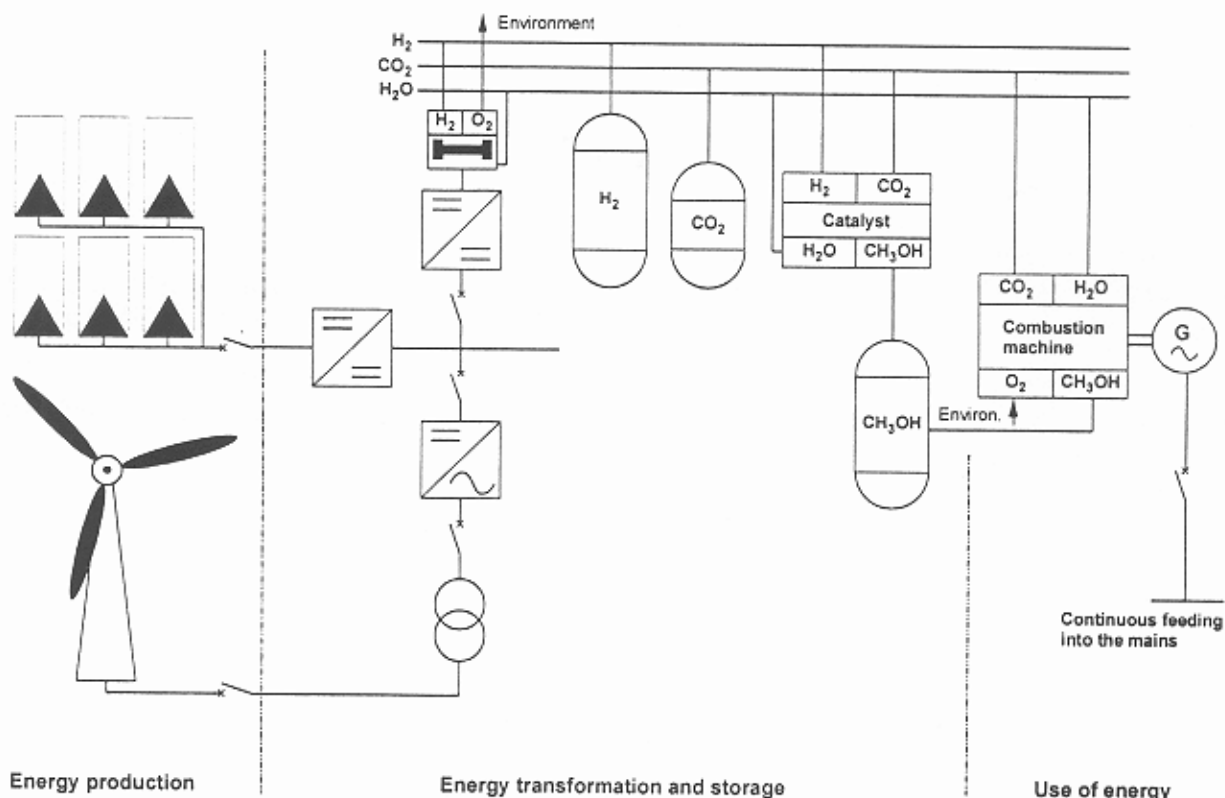 Environment
H₂
CO₂
H₂O
H₂ O₂
H₂
CO₂
H₂ CO₂
Catalyst
H₂O CH₃OH
CO₂ H₂O
Combustion
machine
O₂ CH₃OH
G
Environ.
CH₃OH
Continuous feeding
into the mains
Energy production
Energy transformation and storage
Use of energy